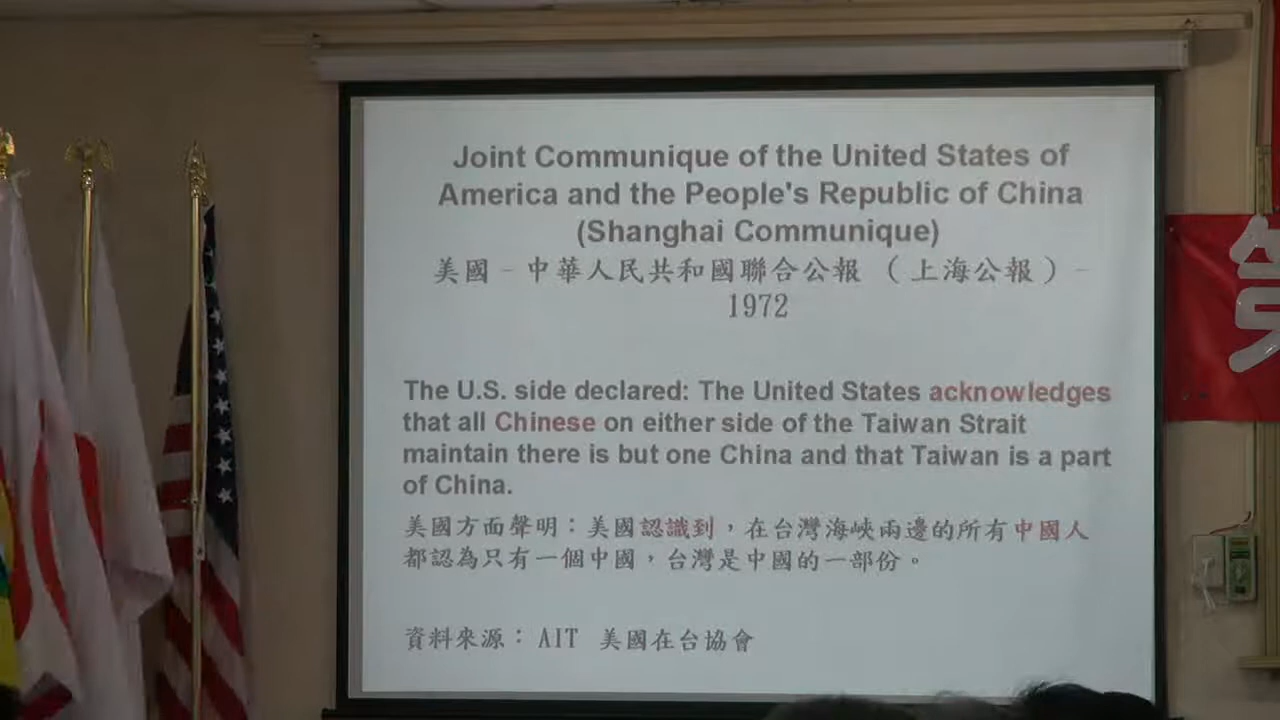 Joint Communique of the United States of
America and the People's Republic of China
(Shanghai Communique)
美國 – 中華人民共和國聯合公報 （上海公報） –
1972
The U.S. side declared: The United States acknowledges
that all Chinese on either side of the Taiwan Strait
maintain there is but one China and that Taiwan is a part
of China.
美國方面聲明：美國認識到，在台灣海峽兩邊的所有中國人
都認為只有一個中國，台灣是中國的一部份。
資料來源： AIT 美國在台協會